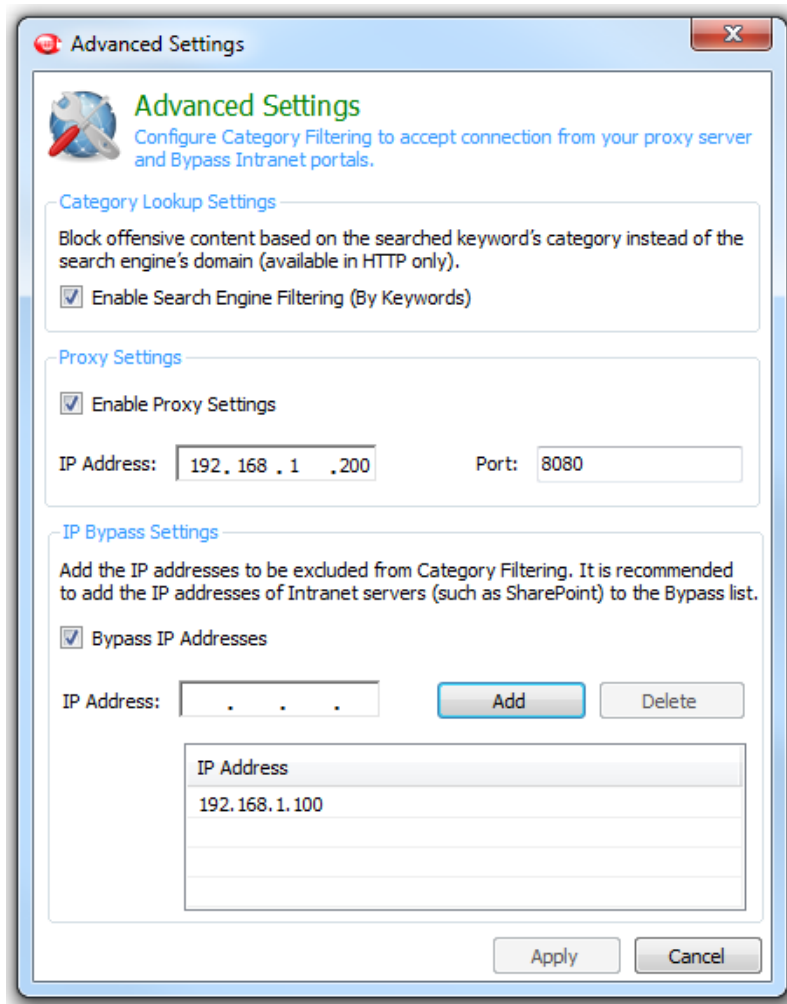 Advanced Settings
Advanced Settings
Configure Category Filtering to accept connection from your proxy server
and Bypass Intranet portals.
Category Lookup Settings
Block offensive content based on the searched keyword's category instead of the
search engine's domain (available in HTTP only).
Enable Search Engine Filtering (By Keywords)
Proxy Settings
Enable Proxy Settings
IP Address: 192. 168 . 1 .200 Port: 8080
IP Bypass Settings
Add the IP addresses to be excluded from Category Filtering. It is recommended
to add the IP addresses of Intranet servers (such as SharePoint) to the Bypass list.
Bypass IP Addresses
IP Address: . . . Add Delete
IP Address
192.168.1.100
Apply Cancel